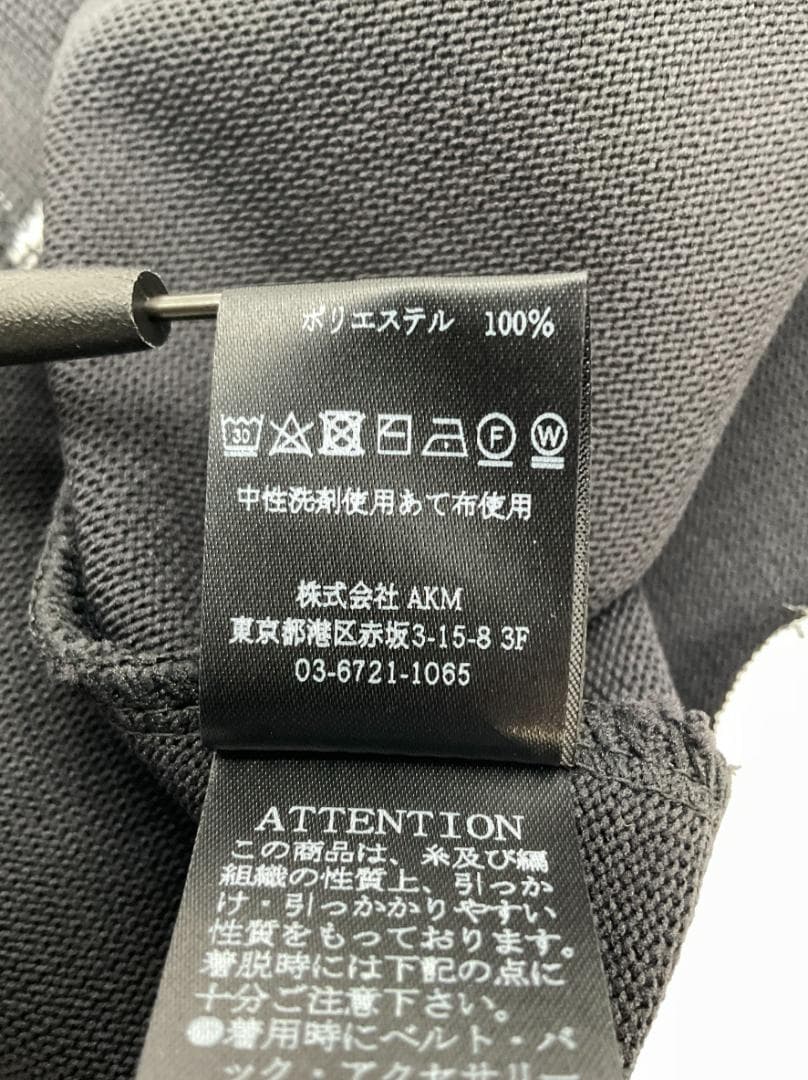 ポリエステル 100%
30
F W
中性洗剤使用あて布使用
株式会社 AKM
東京都港区赤坂3-15-8 3F
03-6721-1065
ATTENTION
この商品は、糸及び編
組織の性質上、引っか
け・引っかかりやすい
性質をもっております。
着脱時には下記の点に
十分ご注意下さい。
●着用時にベルト・バ
ック・アクセサリー